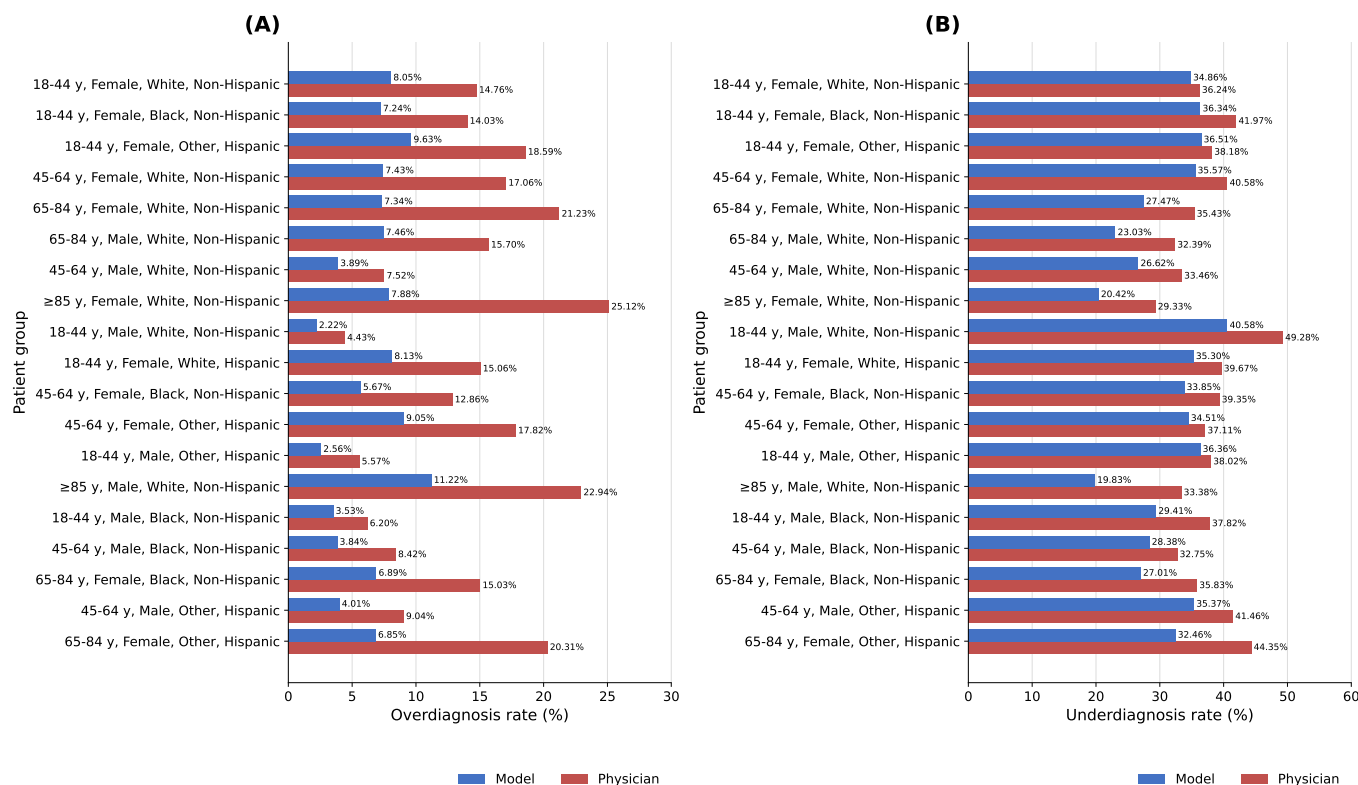 (A)
Patient group
18-44 y, Female, White, Non-Hispanic 8.05% 14.76%
18-44 y, Female, Black, Non-Hispanic 7.24% 14.03%
18-44 y, Female, Other, Hispanic 9.63% 18.59%
45-64 y, Female, White, Non-Hispanic 7.43% 17.06%
65-84 y, Female, White, Non-Hispanic 7.34% 21.23%
65-84 y, Male, White, Non-Hispanic 7.46% 15.70%
45-64 y, Male, White, Non-Hispanic 3.89% 7.52%
≥85 y, Female, White, Non-Hispanic 7.88% 25.12%
18-44 y, Male, White, Non-Hispanic 2.22% 4.43%
18-44 y, Female, White, Hispanic 8.13% 15.06%
45-64 y, Female, Black, Non-Hispanic 5.67% 12.86%
45-64 y, Female, Other, Hispanic 9.05% 17.82%
18-44 y, Male, Other, Hispanic 2.56% 5.57%
≥85 y, Male, White, Non-Hispanic 11.22% 22.94%
18-44 y, Male, Black, Non-Hispanic 3.53% 6.20%
45-64 y, Male, Black, Non-Hispanic 3.84% 8.42%
65-84 y, Female, Black, Non-Hispanic 6.89% 15.03%
45-64 y, Male, Other, Hispanic 4.01% 9.04%
65-84 y, Female, Other, Hispanic 6.85% 20.31%
0 5 10 15 20 25 30
Overdiagnosis rate (%)
Model Physician
(B)
Patient group
18-44 y, Female, White, Non-Hispanic 34.86% 36.24%
18-44 y, Female, Black, Non-Hispanic 36.34% 41.97%
18-44 y, Female, Other, Hispanic 36.51% 38.18%
45-64 y, Female, White, Non-Hispanic 35.57% 40.58%
65-84 y, Female, White, Non-Hispanic 27.47% 35.43%
65-84 y, Male, White, Non-Hispanic 23.03% 32.39%
45-64 y, Male, White, Non-Hispanic 26.62% 33.46%
≥85 y, Female, White, Non-Hispanic 20.42% 29.33%
18-44 y, Male, White, Non-Hispanic 40.58% 49.28%
18-44 y, Female, White, Hispanic 35.30% 39.67%
45-64 y, Female, Black, Non-Hispanic 33.85% 39.35%
45-64 y, Female, Other, Hispanic 34.51% 37.11%
18-44 y, Male, Other, Hispanic 36.36% 38.02%
≥85 y, Male, White, Non-Hispanic 19.83% 33.38%
18-44 y, Male, Black, Non-Hispanic 29.41% 37.82%
45-64 y, Male, Black, Non-Hispanic 28.38% 32.75%
65-84 y, Female, Black, Non-Hispanic 27.01% 35.83%
45-64 y, Male, Other, Hispanic 35.37% 41.46%
65-84 y, Female, Other, Hispanic 32.46% 44.35%
0 10 20 30 40 50 60
Underdiagnosis rate (%)
Model Physician